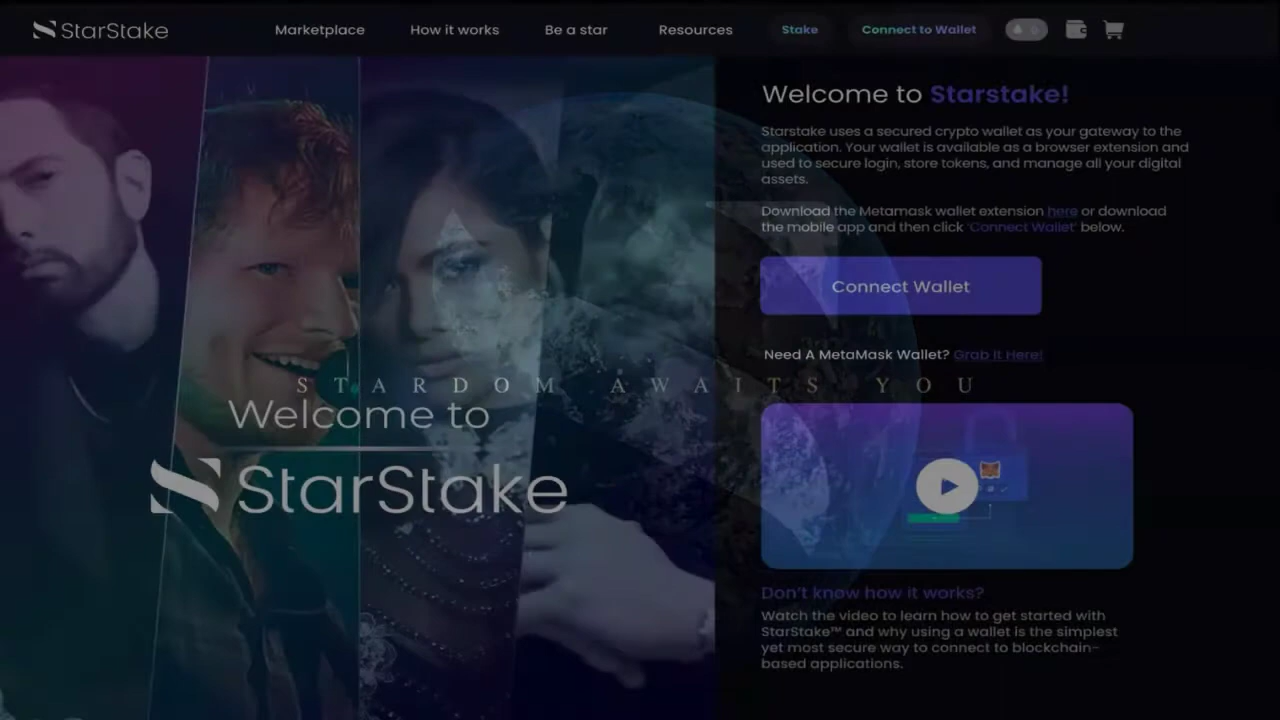 StarStake
Marketplace
How it works
Be a star
Resources
Stake
Connect to Wallet
Welcome to Starstake!
Starstake uses a secured crypto wallet as your gateway to the
application. Your wallet is available as a browser extension and
used to secure login, store tokens, and manage all your digital
assets.
Download the Metamask wallet extension here or download
the mobile app and then click 'Connect Wallet' below.
Connect Wallet
Need A MetaMask Wallet? Grab It Here!
STARDOM AWAITS YOU
Welcome to
StarStake
Don't know how it works?
Watch the video to learn how to get started with
StarStake™ and why using a wallet is the simplest
yet most secure way to connect to blockchain-
based applications.